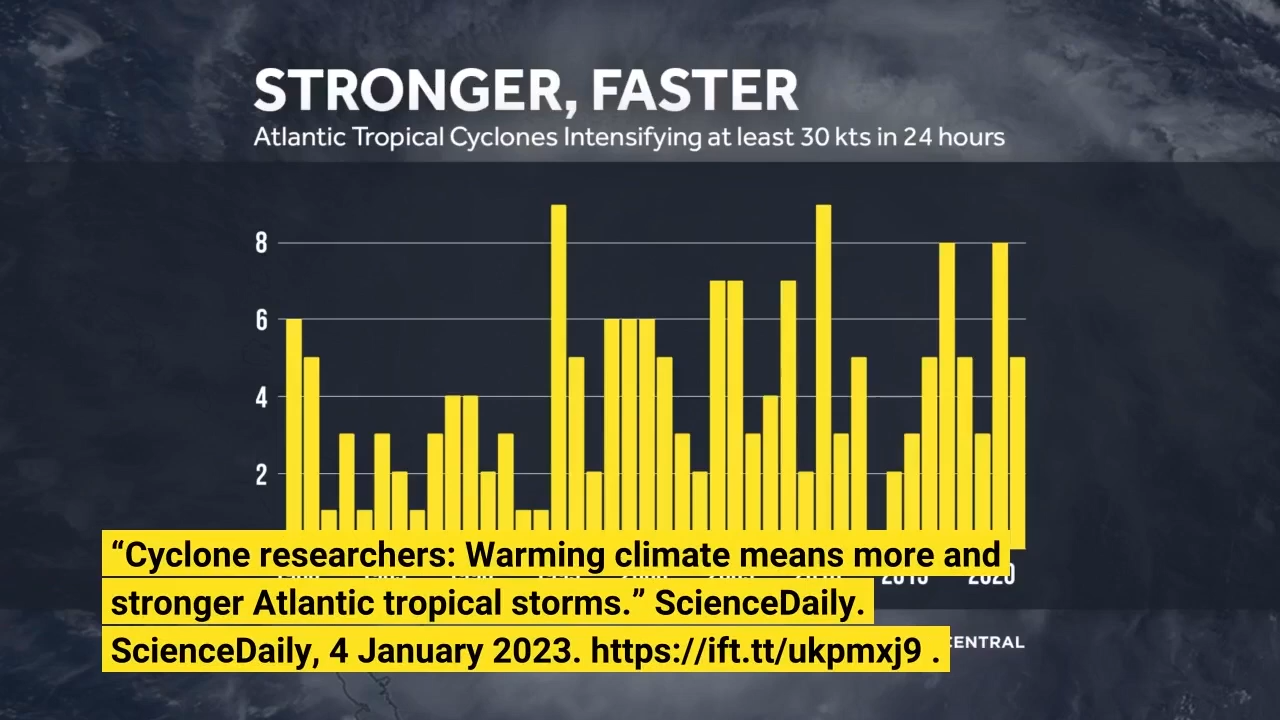 STRONGER, FASTER
Atlantic Tropical Cyclones Intensifying at least 30 kts in 24 hours
8
6
4
2
“Cyclone researchers: Warming climate means more and
2020
stronger Atlantic tropical storms.” ScienceDaily.
ScienceDaily, 4 January 2023. https://ift.tt/ukpmxj9 .
CENTRAL